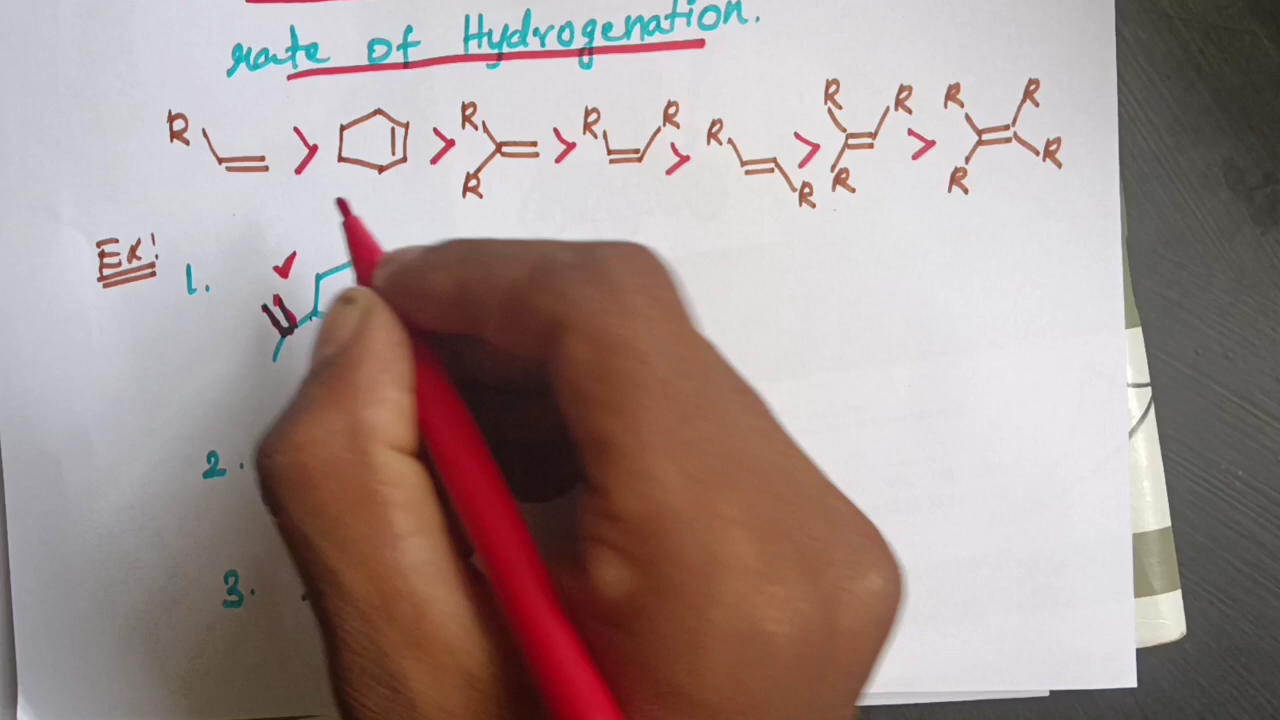 rate of Hydrogenation.
R > > R R > R R > R R > R R R > R R R R
Ex!
1.
2.
3.